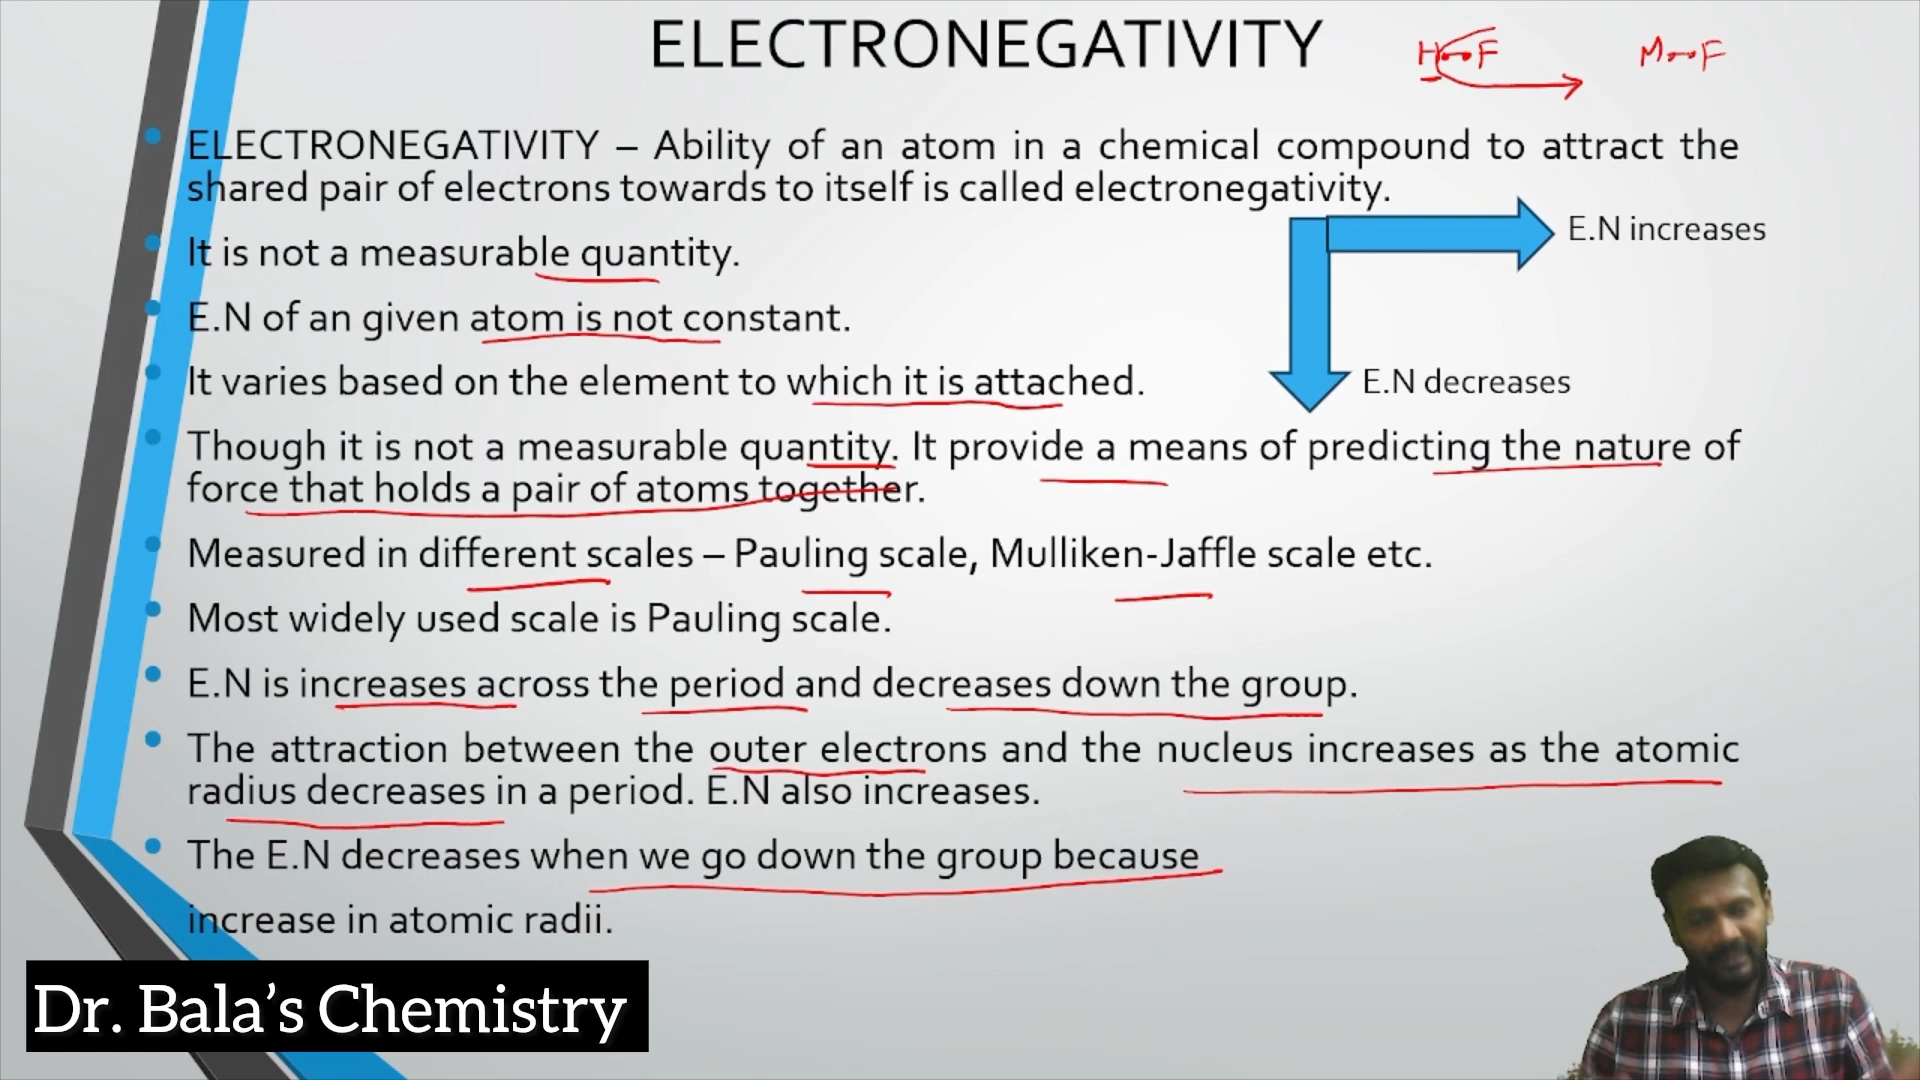 ELECTRONEGATIVITY
H∞F M∞F
ELECTRONEGATIVITY – Ability of an atom in a chemical compound to attract the
shared pair of electrons towards to itself is called electronegativity.
E.N increases
It is not a measurable quantity.
E.N of an given atom is not constant.
It varies based on the element to which it is attached.
E.N decreases
Though it is not a measurable quantity. It provide a means of predicting the nature of
force that holds a pair of atoms together.
Measured in different scales – Pauling scale, Mulliken-Jaffle scale etc.
Most widely used scale is Pauling scale.
E.N is increases across the period and decreases down the group.
The attraction between the outer electrons and the nucleus increases as the atomic
radius decreases in a period. E.N also increases.
The E.N decreases when we go down the group because
increase in atomic radii.
Dr. Bala’s Chemistry